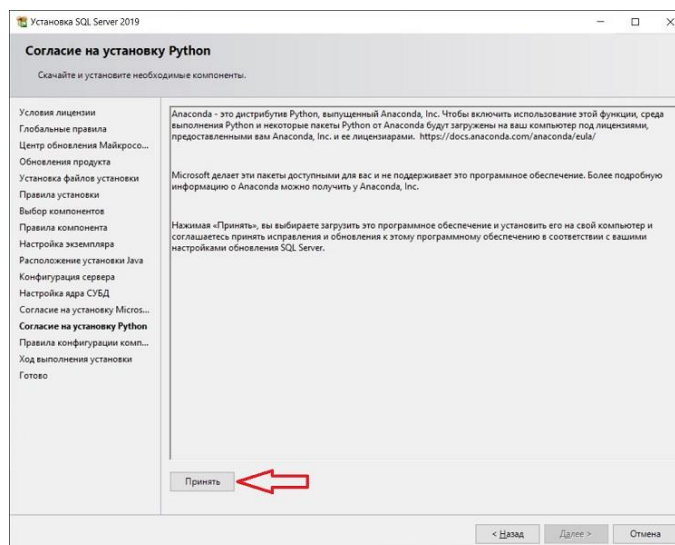 Установка SQL Server 2019
Согласие на установку Python
Скачайте и установите необходимые компоненты.
Условия лицензии
Глобальные правила
Центр обновления Майкросо...
Обновления продукта
Установка файлов установки
Правила установки
Выбор компонентов
Правила компонента
Настройка экземпляра
Расположение установки Java
Конфигурация сервера
Настройка ядра СУБД
Согласие на установку Micros...
Согласие на установку Python
Правила конфигурации комп...
Ход выполнения установки
Готово
Anaconda - это дистрибутив Python, выпущенный Anaconda, Inc. Чтобы включить использование этой функции, среда
выполнения Python и некоторые пакеты Python от Anaconda будут загружены на ваш компьютер под лицензиями,
предоставленными вам Anaconda, Inc. и ее лицензиарами. https://docs.anaconda.com/anaconda/eula/
Microsoft делает эти пакеты доступными для вас и не поддерживает это программное обеспечение. Более подробную
информацию о Anaconda можно получить у Anaconda, Inc.
Нажимая «Принять», вы выбираете загрузить это программное обеспечение и установить его на свой компьютер и
соглашаетесь принять исправления и обновления к этому программному обеспечению в соответствии с вашими
настройками обновления SQL Server.
Принять
< Назад
Далее >
Отмена